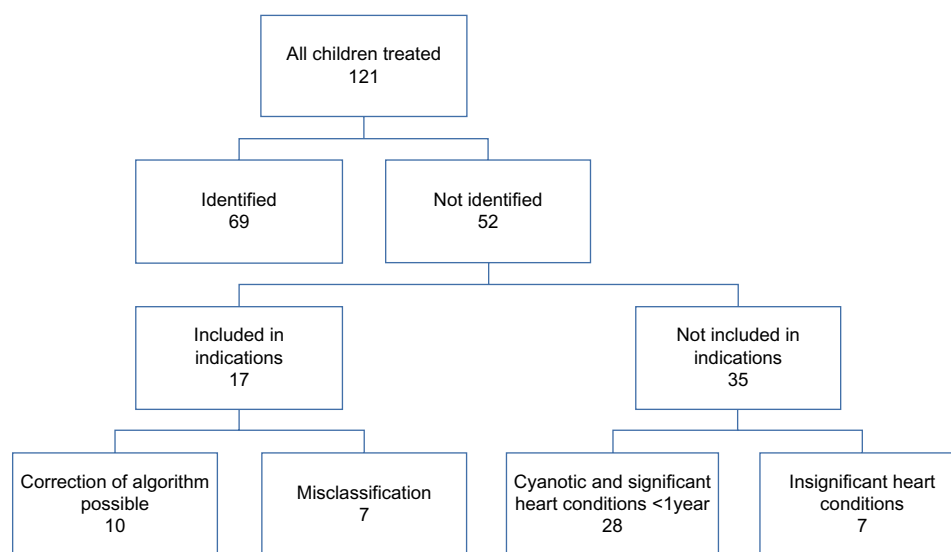 All children treated
121
Identified
69
Not identified
52
Included in
indications
17
Not included in
indications
35
Correction of algorithm
possible
10
Misclassification
7
Cyanotic and significant
heart conditions <1year
28
Insignificant heart
conditions
7